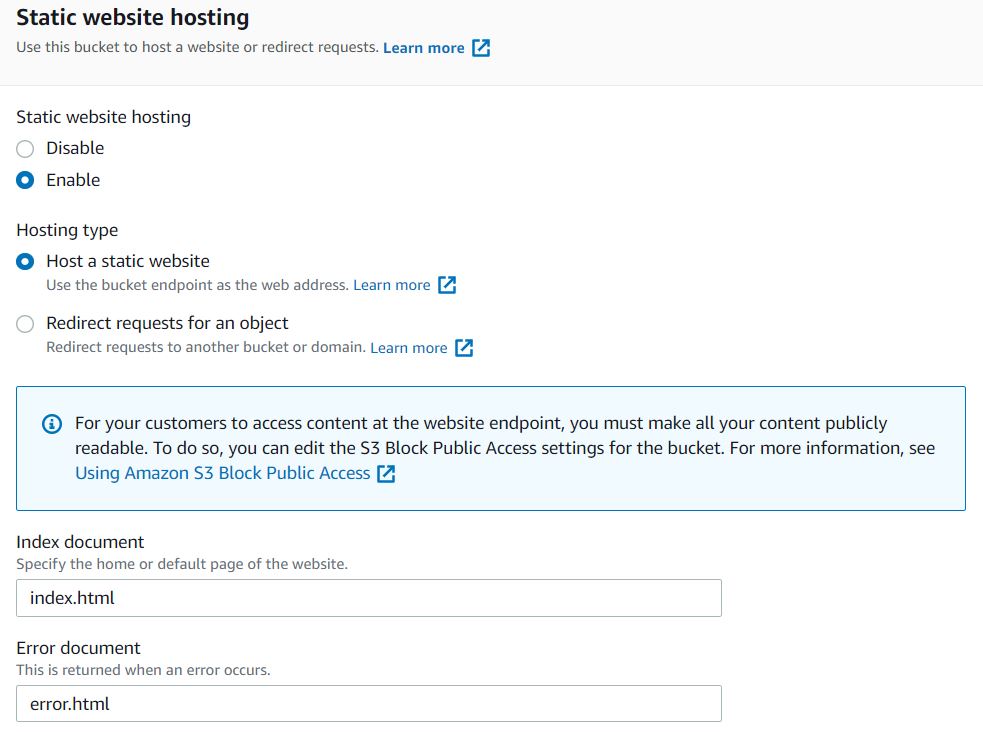 Static website hosting
Use this bucket to host a website or redirect requests. Learn more
Static website hosting
Disable
Enable
Hosting type
Host a static website
Use the bucket endpoint as the web address. Learn more
Redirect requests for an object
Redirect requests to another bucket or domain. Learn more
For your customers to access content at the website endpoint, you must make all your content publicly
readable. To do so, you can edit the S3 Block Public Access settings for the bucket. For more information, see
Using Amazon S3 Block Public Access
Index document
Specify the home or default page of the website.
index.html
Error document
This is returned when an error occurs.
error.html